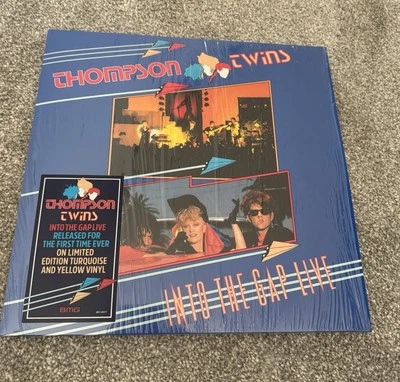 THOMPSON TWINS
THOMPSON
TWINS
INTO THE GAP LIVE
RELEASED FOR
THE FIRST TIME EVER
ON LIMITED
EDITION TURQUOISE
AND YELLOW VINYL
BMG
INTO THE GAP LIVE